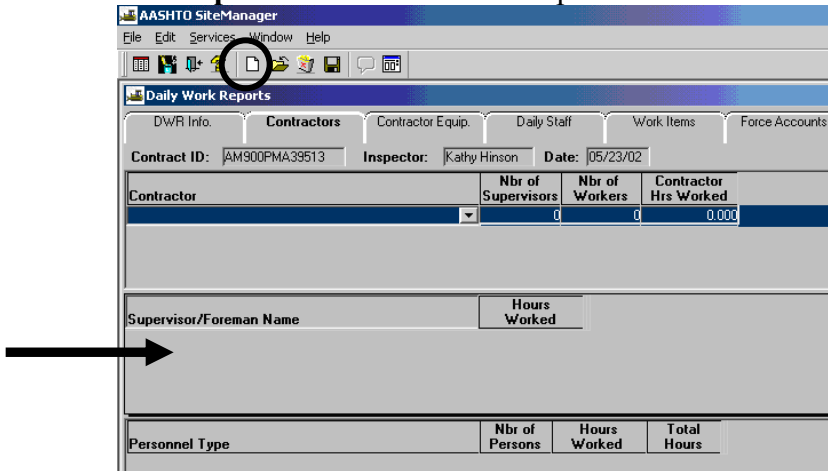 AASHTO SiteManager
File Edit Services Window Help
Daily Work Reports
DWR Info. Contractors Contractor Equip. Daily Staff Work Items Force Accounts
Contract ID: AM900PMA39513 Inspector: Kathy Hinson Date: 05/23/02
Contractor Nbr of Supervisors Nbr of Workers Contractor Hrs Worked
0 0 0.000
Supervisor/Foreman Name Hours Worked
Personnel Type Nbr of Persons Hours Worked Total Hours